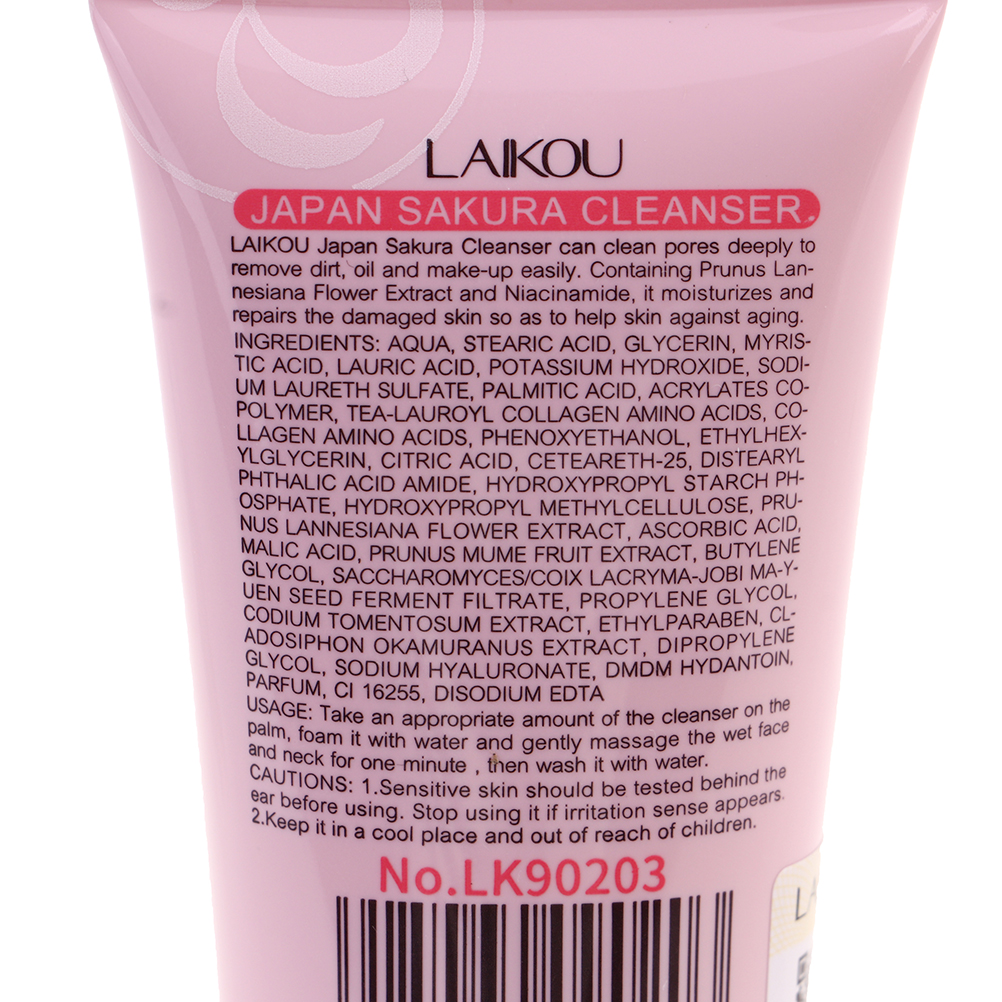 LAIKOU
JAPAN SAKURA CLEANSER.
LAIKOU Japan Sakura Cleanser can clean pores deeply to
remove dirt, oil and make-up easily. Containing Prunus Lan-
nesiana Flower Extract and Niacinamide, it moisturizes and
repairs the damaged skin so as to help skin against aging.
INGREDIENTS: AQUA, STEARIC ACID, GLYCERIN, MYRIS-
TIC ACID, LAURIC ACID, POTASSIUM HYDROXIDE, SODI-
UM LAURETH SULFATE, PALMITIC ACID, ACRYLATES CO-
POLYMER, TEA-LAUROYL COLLAGEN AMINO ACIDS, CO-
LLAGEN AMINO ACIDS, PHENOXYETHANOL, ETHYLHEX-
YLGLYCERIN, CITRIC ACID, CETEARETH-25, DISTEARYL
PHTHALIC ACID AMIDE, HYDROXYPROPYL STARCH PH-
OSPHATE, HYDROXYPROPYL METHYLCELLULOSE, PRU-
NUS LANNESIANA FLOWER EXTRACT, ASCORBIC ACID,
MALIC ACID, PRUNUS MUME FRUIT EXTRACT, BUTYLENE
GLYCOL, SACCHAROMYCES/COIX LACRYMA-JOBI MA-Y-
UEN SEED FERMENT FILTRATE, PROPYLENE GLYCOL,
CODIUM TOMENTOSUM EXTRACT, ETHYLPARABEN, CL-
ADOSIPHON OKAMURANUS EXTRACT, DIPROPYLENE
GLYCOL, SODIUM HYALURONATE, DMDM HYDANTOIN,
PARFUM, CI 16255, DISODIUM EDTA
USAGE: Take an appropriate amount of the cleanser on the
palm, foam it with water and gently massage the wet face
and neck for one minute , then wash it with water.
CAUTIONS: 1.Sensitive skin should be tested behind the
ear before using. Stop using it if irritation sense appears.
2.Keep it in a cool place and out of reach of children.
No.LK90203